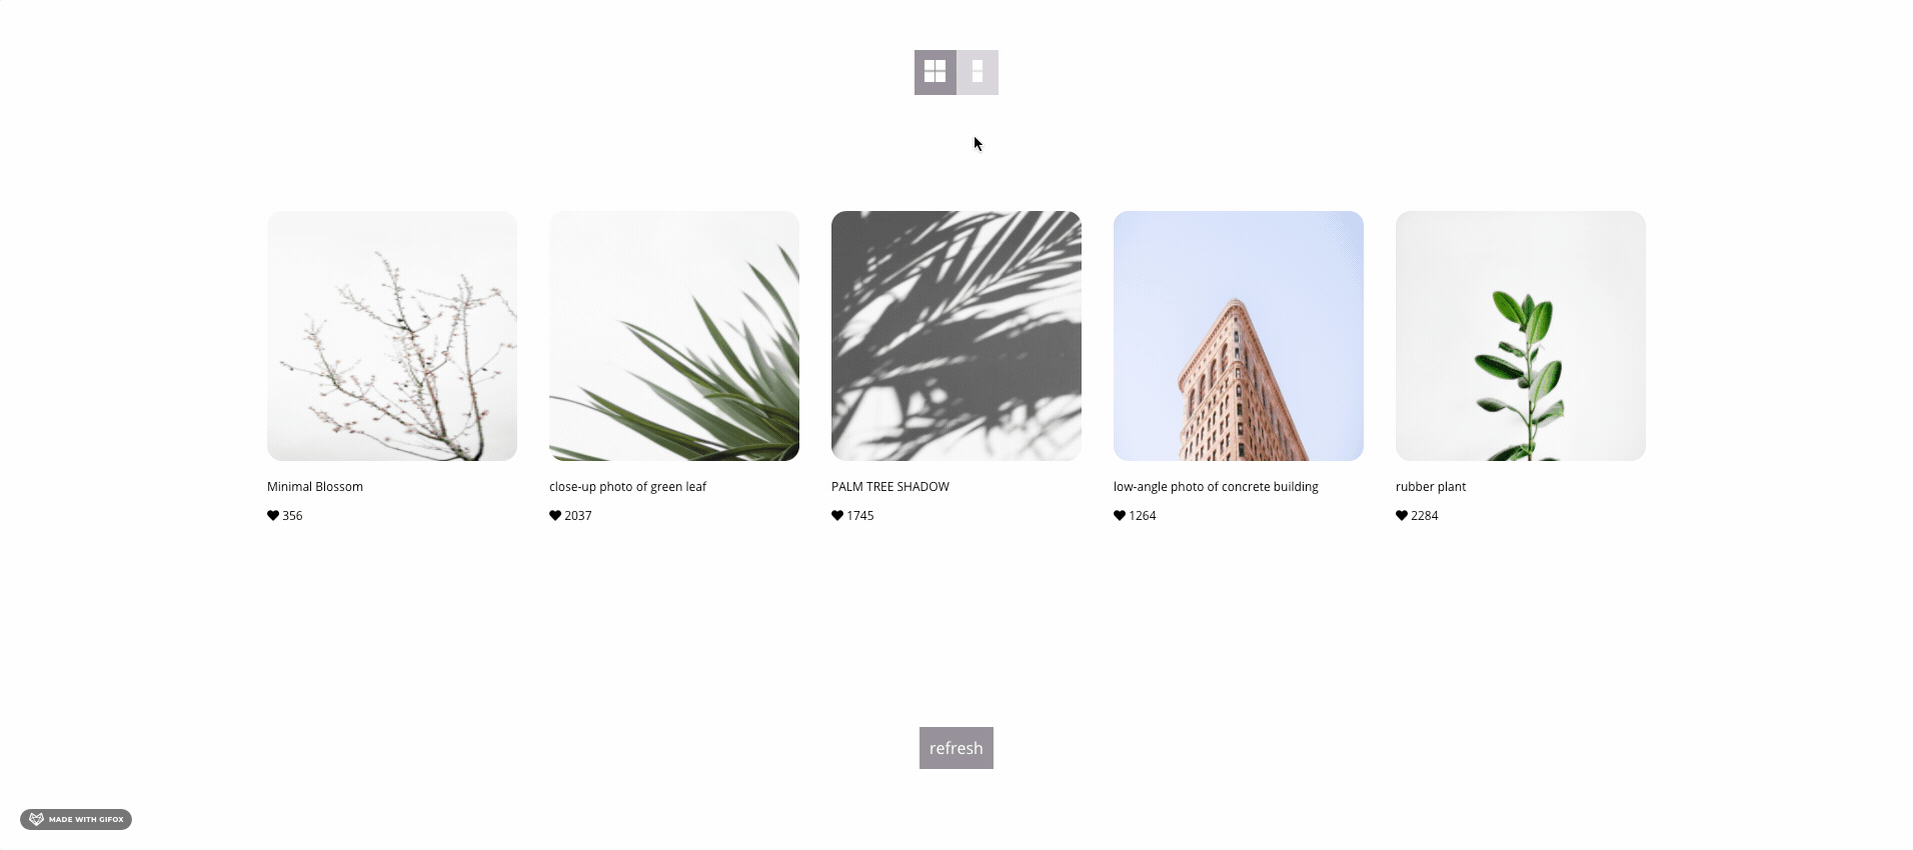 Minimal Blossom
356
close-up photo of green leaf
2037
PALM TREE SHADOW
1745
low-angle photo of concrete building
1264
rubber plant
2284
refresh
MADE WITH GIFOX